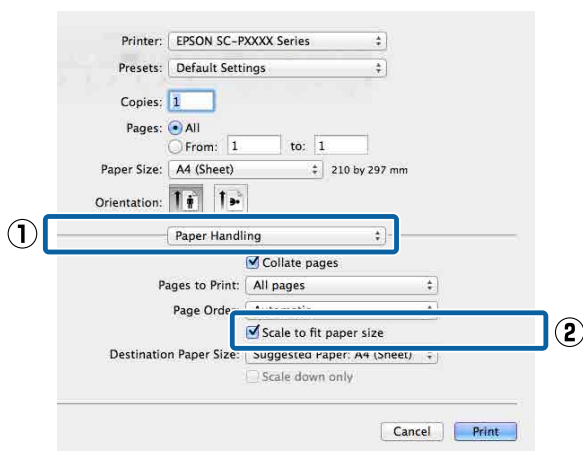 Printer: EPSON SC-PXXXX Series
Presets: Default Settings
Copies: 1
Pages: All
From: 1 to: 1
Paper Size: A4 (Sheet) 210 by 297 mm
Orientation:
① Paper Handling
Collate pages
Pages to Print: All pages
Page Order: Automatic
Scale to fit paper size ②
Destination Paper Size: Suggested Paper: A4 (Sheet)
Scale down only
Cancel Print